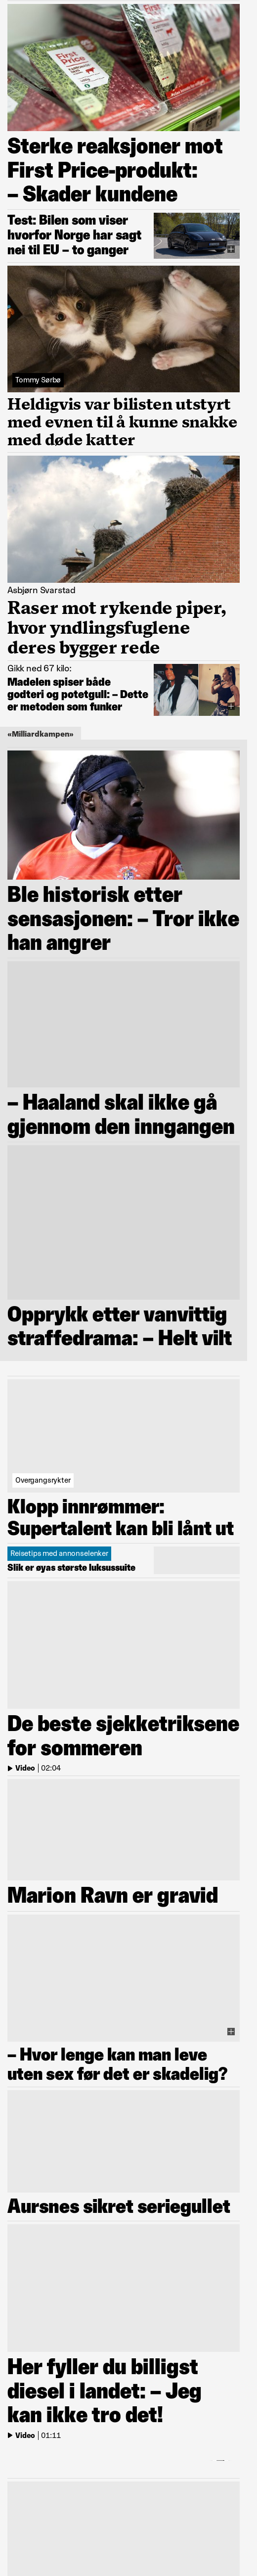 First Price
First Price
Sterke reaksjoner mot
First Price-produkt:
– Skader kundene
Test: Bilen som viser
hvorfor Norge har sagt
nei til EU – to ganger
Tommy Sørbø
Heldigvis var bilisten utstyrt
med evnen til å kunne snakke
med døde katter
Asbjørn Svarstad
Raser mot rykende piper,
hvor yndlingsfuglene
deres bygger rede
Gikk ned 67 kilo:
Madelen spiser både
godteri og potetgull: – Dette
er metoden som funker
«Milliardkampen»
Ble historisk etter
sensasjonen: – Tror ikke
han angrer
– Haaland skal ikke gå
gjennom den inngangen
Opprykk etter vanvittig
straffedrama: – Helt vilt
Overgangsrykter
Klopp innrømmer:
Supertalent kan bli lånt ut
Reisetips med annonselenker
Slik er øyas største luksussuite
De beste sjekketriksene
for sommeren
Video | 02:04
Marion Ravn er gravid
– Hvor lenge kan man leve
uten sex før det er skadelig?
Aursnes sikret seriegullet
Her fyller du billigst
diesel i landet: – Jeg
kan ikke tro det!
Video | 01:11